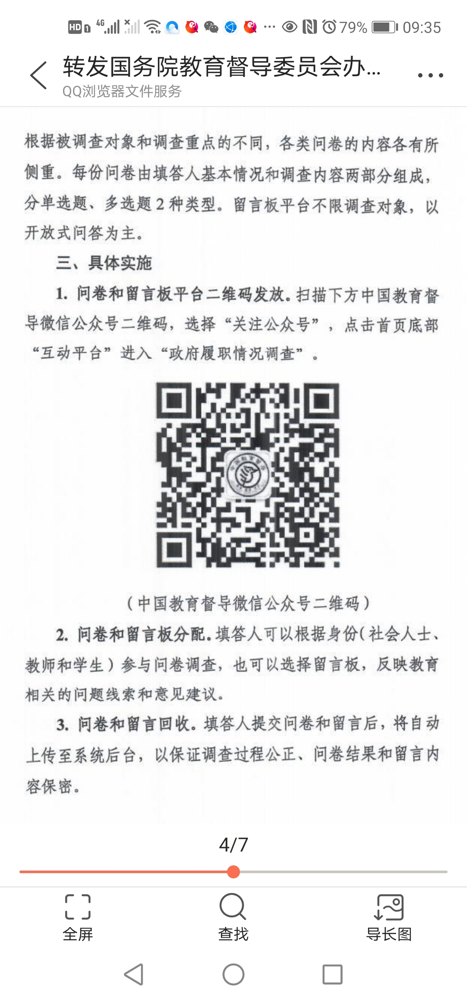 HD 1 4G 79% 09:35
转发国务院教育督导委员会办...
QQ浏览器文件服务
根据被调查对象和调查重点的不同，各类问卷的内容各有所
侧重。每份问卷由填答人基本情况和调查内容两部分组成，
分单选题、多选题2种类型。留言板平台不限调查对象，以
开放式问答为主。
三、具体实施
1. 问卷和留言板平台二维码发放。扫描下方中国教育督
导微信公众号二维码，选择“关注公众号”，点击首页底部
“互动平台”进入“政府履职情况调查”。
（中国教育督导微信公众号二维码）
2. 问卷和留言板分配。填答人可以根据身份（社会人士、
教师和学生）参与问卷调查，也可以选择留言板，反映教育
相关的问题线索和意见建议。
3. 问卷和留言回收。填答人提交问卷和留言后，将自动
上传至系统后台，以保证调查过程公正、问卷结果和留言内
容保密。
4/7
全屏 查找 导长图